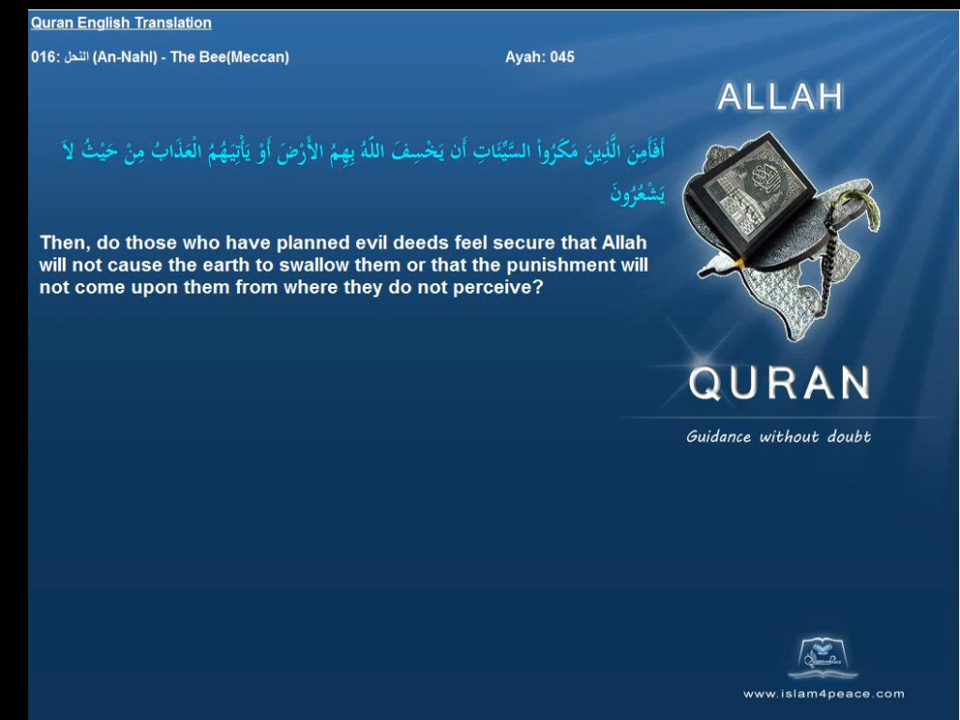 Quran English Translation
016: النحل (An-Nahl) - The Bee(Meccan) Ayah: 045
ALLAH
أَفَأَمِنَ الَّذِينَ مَكَرُواْ السَّيِّئَاتِ أَن يَخْسِفَ اللّهُ بِهِمُ الأَرْضَ أَوْ يَأْتِيَهُمُ الْعَذَابُ مِنْ حَيْثُ لاَ
يَشْعُرُونَ
Then, do those who have planned evil deeds feel secure that Allah
will not cause the earth to swallow them or that the punishment will
not come upon them from where they do not perceive?
QURAN
Guidance without doubt
www.islam4peace.com